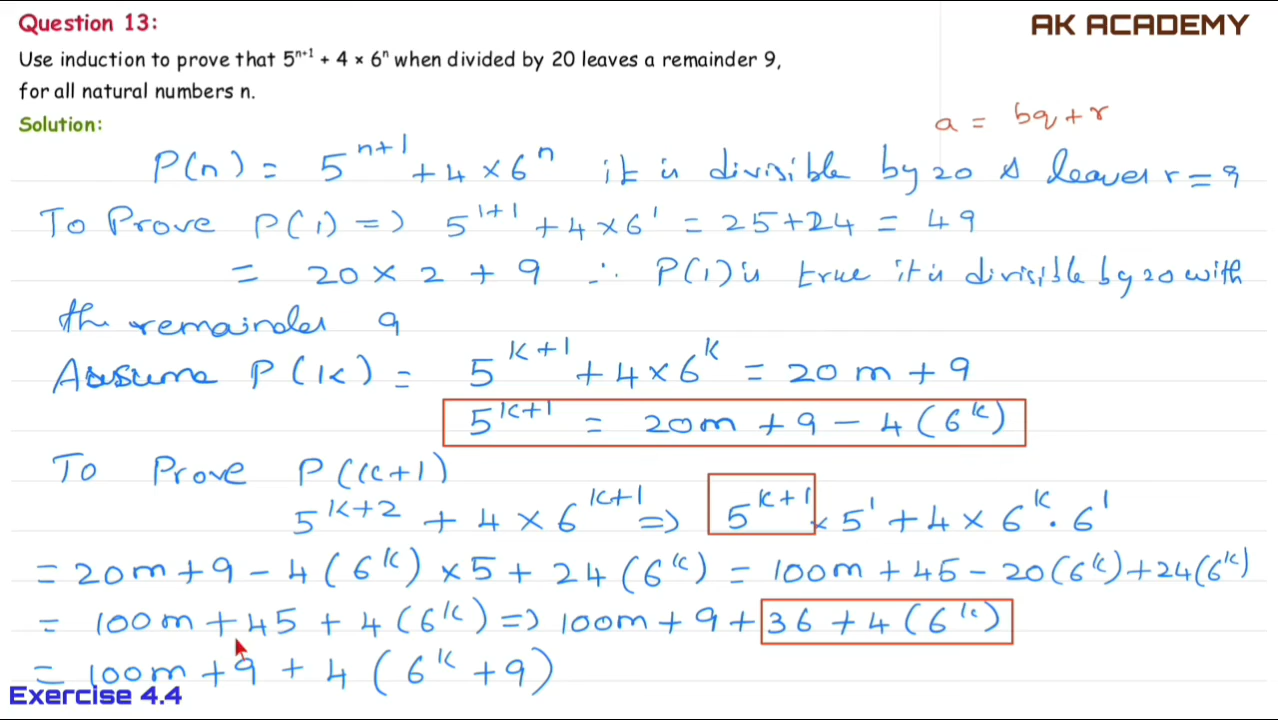 Question 13:
AK ACADEMY
Use induction to prove that 5ⁿ⁺¹ + 4 × 6ⁿ when divided by 20 leaves a remainder 9,
for all natural numbers n.
Solution:
a = bq + r
P(n) = 5ⁿ⁺¹ + 4 × 6ⁿ it is divisible by 20 & leaves r = 9
To Prove P(1) => 5¹⁺¹ + 4 × 6¹ = 25 + 24 = 49
= 20 × 2 + 9 ∴ P(1) is true it is divisible by 20 with
the remainder 9
Assume P(k) = 5ᵏ⁺¹ + 4 × 6ᵏ = 20m + 9
5ᵏ⁺¹ = 20m + 9 - 4(6ᵏ)
To Prove P(k+1)
5ᵏ⁺² + 4 × 6ᵏ⁺¹ => 5ᵏ⁺¹ × 5¹ + 4 × 6ᵏ · 6¹
= 20m + 9 - 4(6ᵏ) × 5 + 24(6ᵏ) = 100m + 45 - 20(6ᵏ) + 24(6ᵏ)
= 100m + 45 + 4(6ᵏ) => 100m + 9 + 36 + 4(6ᵏ)
= 100m + 9 + 4(6ᵏ + 9)
Exercise 4.4